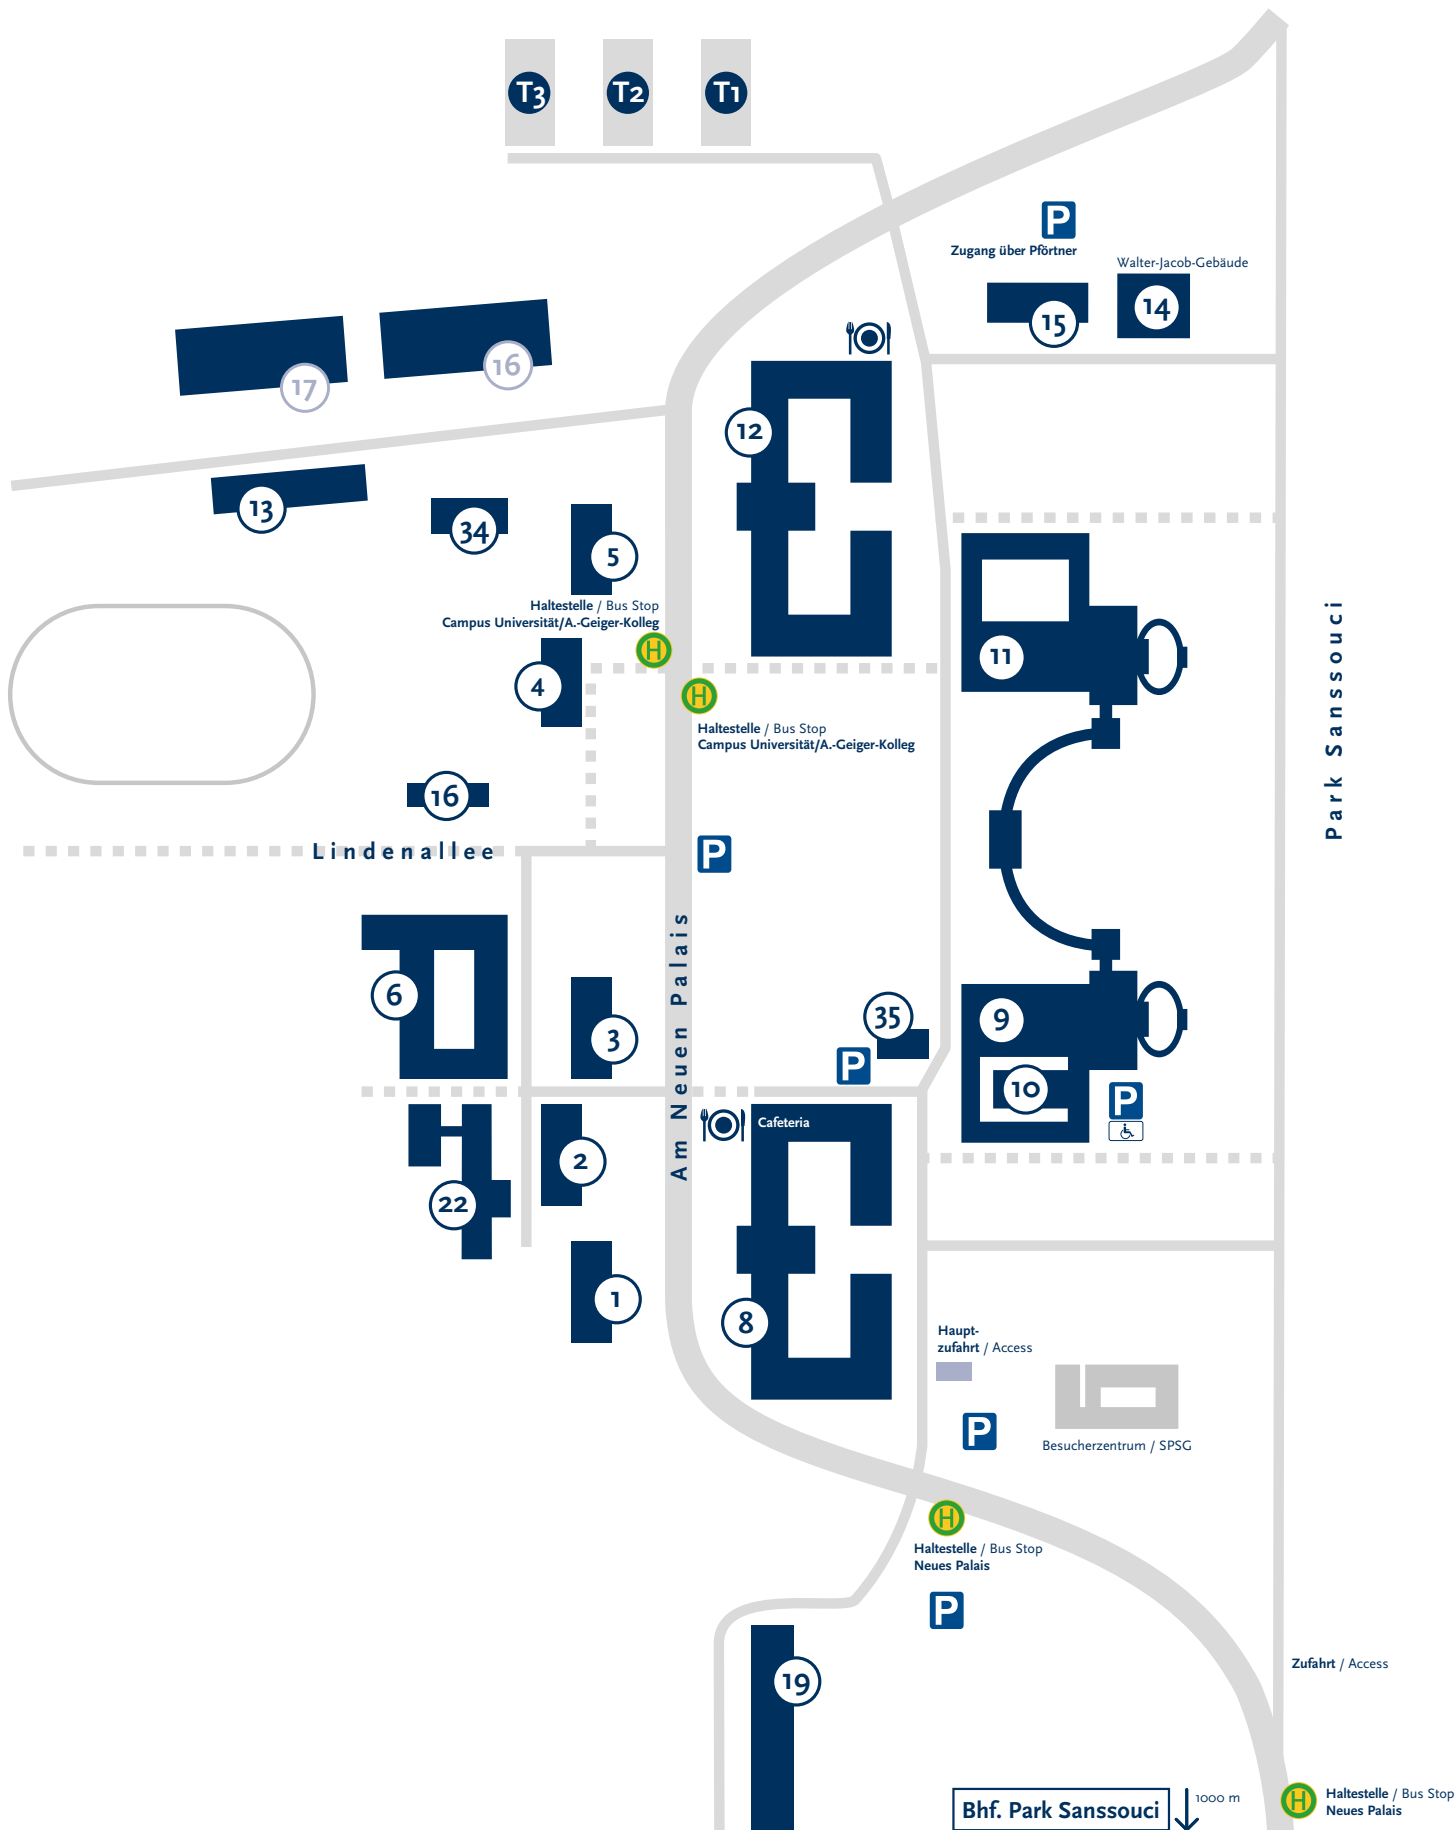 T3
T2
T1
P
Zugang über Pförtner
Walter-Jacob-Gebäude
15
14
17
16
12
13
34
5
Haltestelle / Bus Stop
Campus Universität/A.-Geiger-Kolleg
H
4
H
Haltestelle / Bus Stop
Campus Universität/A.-Geiger-Kolleg
11
Park Sanssouci
16
Lindenallee
P
Am Neuen Palais
6
3
35
P
9
10
P
Cafeteria
2
22
1
8
Haupt-
zufahrt / Access
P
Besucherzentrum / SPSG
H
Haltestelle / Bus Stop
Neues Palais
P
19
Zufahrt / Access
Bhf. Park Sanssouci
1000 m
H
Haltestelle / Bus Stop
Neues Palais